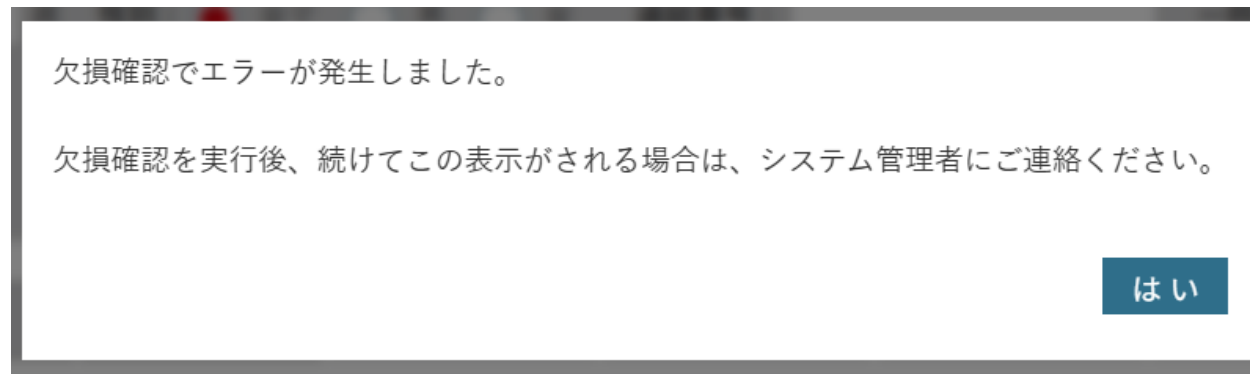 欠損確認でエラーが発生しました。
欠損確認を実行後、続けてこの表示がされる場合は、システム管理者にご連絡ください。
はい